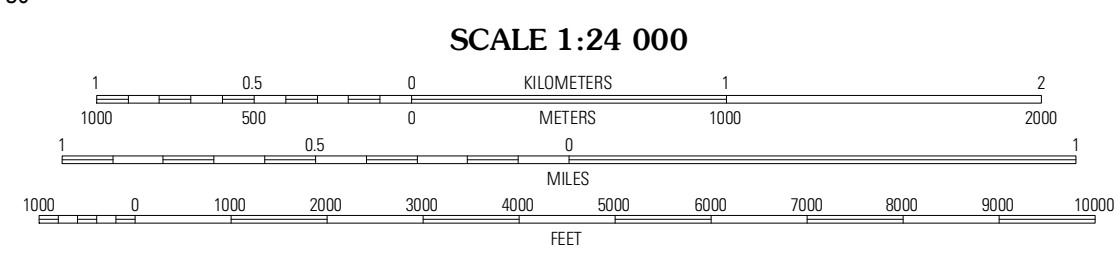 SCALE 1:24 000
1 0.5 0 KILOMETERS 1 2
1000 500 0 METERS 1000 2000
1 0.5 0 1
MILES
1000 0 1000 2000 3000 4000 5000 6000 7000 8000 9000 10000
FEET